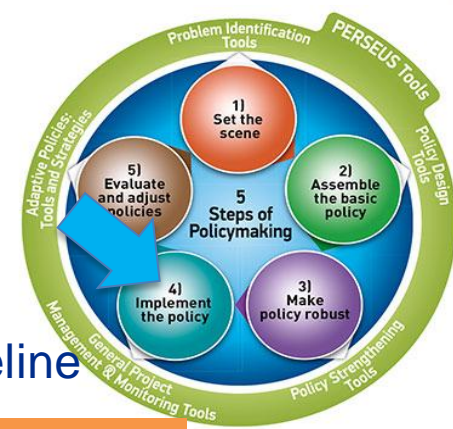 Problem Identification
Tools
PERSEUS Tools
Policy Design
Tools
Policy Strengthening
Tools
General Project
Management & Monitoring Tools
Adaptive Policies:
Tools and Strategies
1)
Set the
scene
2)
Assemble
the basic
policy
3)
Make
policy robust
4)
Implement
the policy
5)
Evaluate
and adjust
policies
5
Steps of
Policymaking
eline